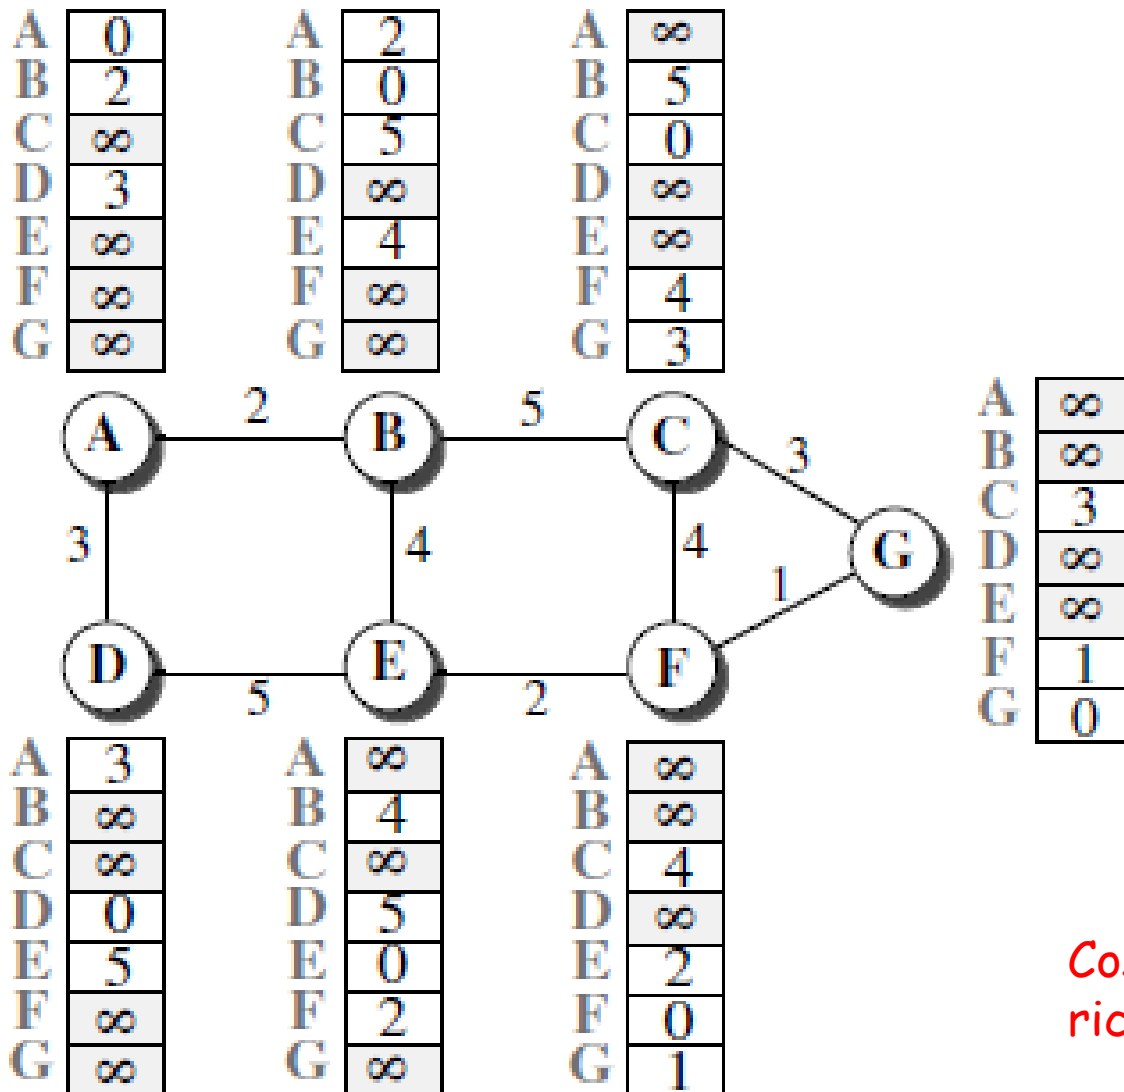 A 0 A 2 A ∞
B 2 B 0 B 5
C ∞ C 5 C 0
D 3 D ∞ D ∞
E ∞ E 4 E ∞
F ∞ F ∞ F 4
G ∞ G ∞ G 3
A 2 B 5 C
3 4 4 3 1 G
D 5 E 2 F
A ∞
B ∞
C 3
D ∞
E ∞
F 1
G 0
A 3 A ∞ A ∞
B ∞ B 4 B ∞
C ∞ C ∞ C 4
D 0 D 5 D ∞
E 5 E 0 E 2
F ∞ F 2 F 0
G ∞ G ∞ G 1